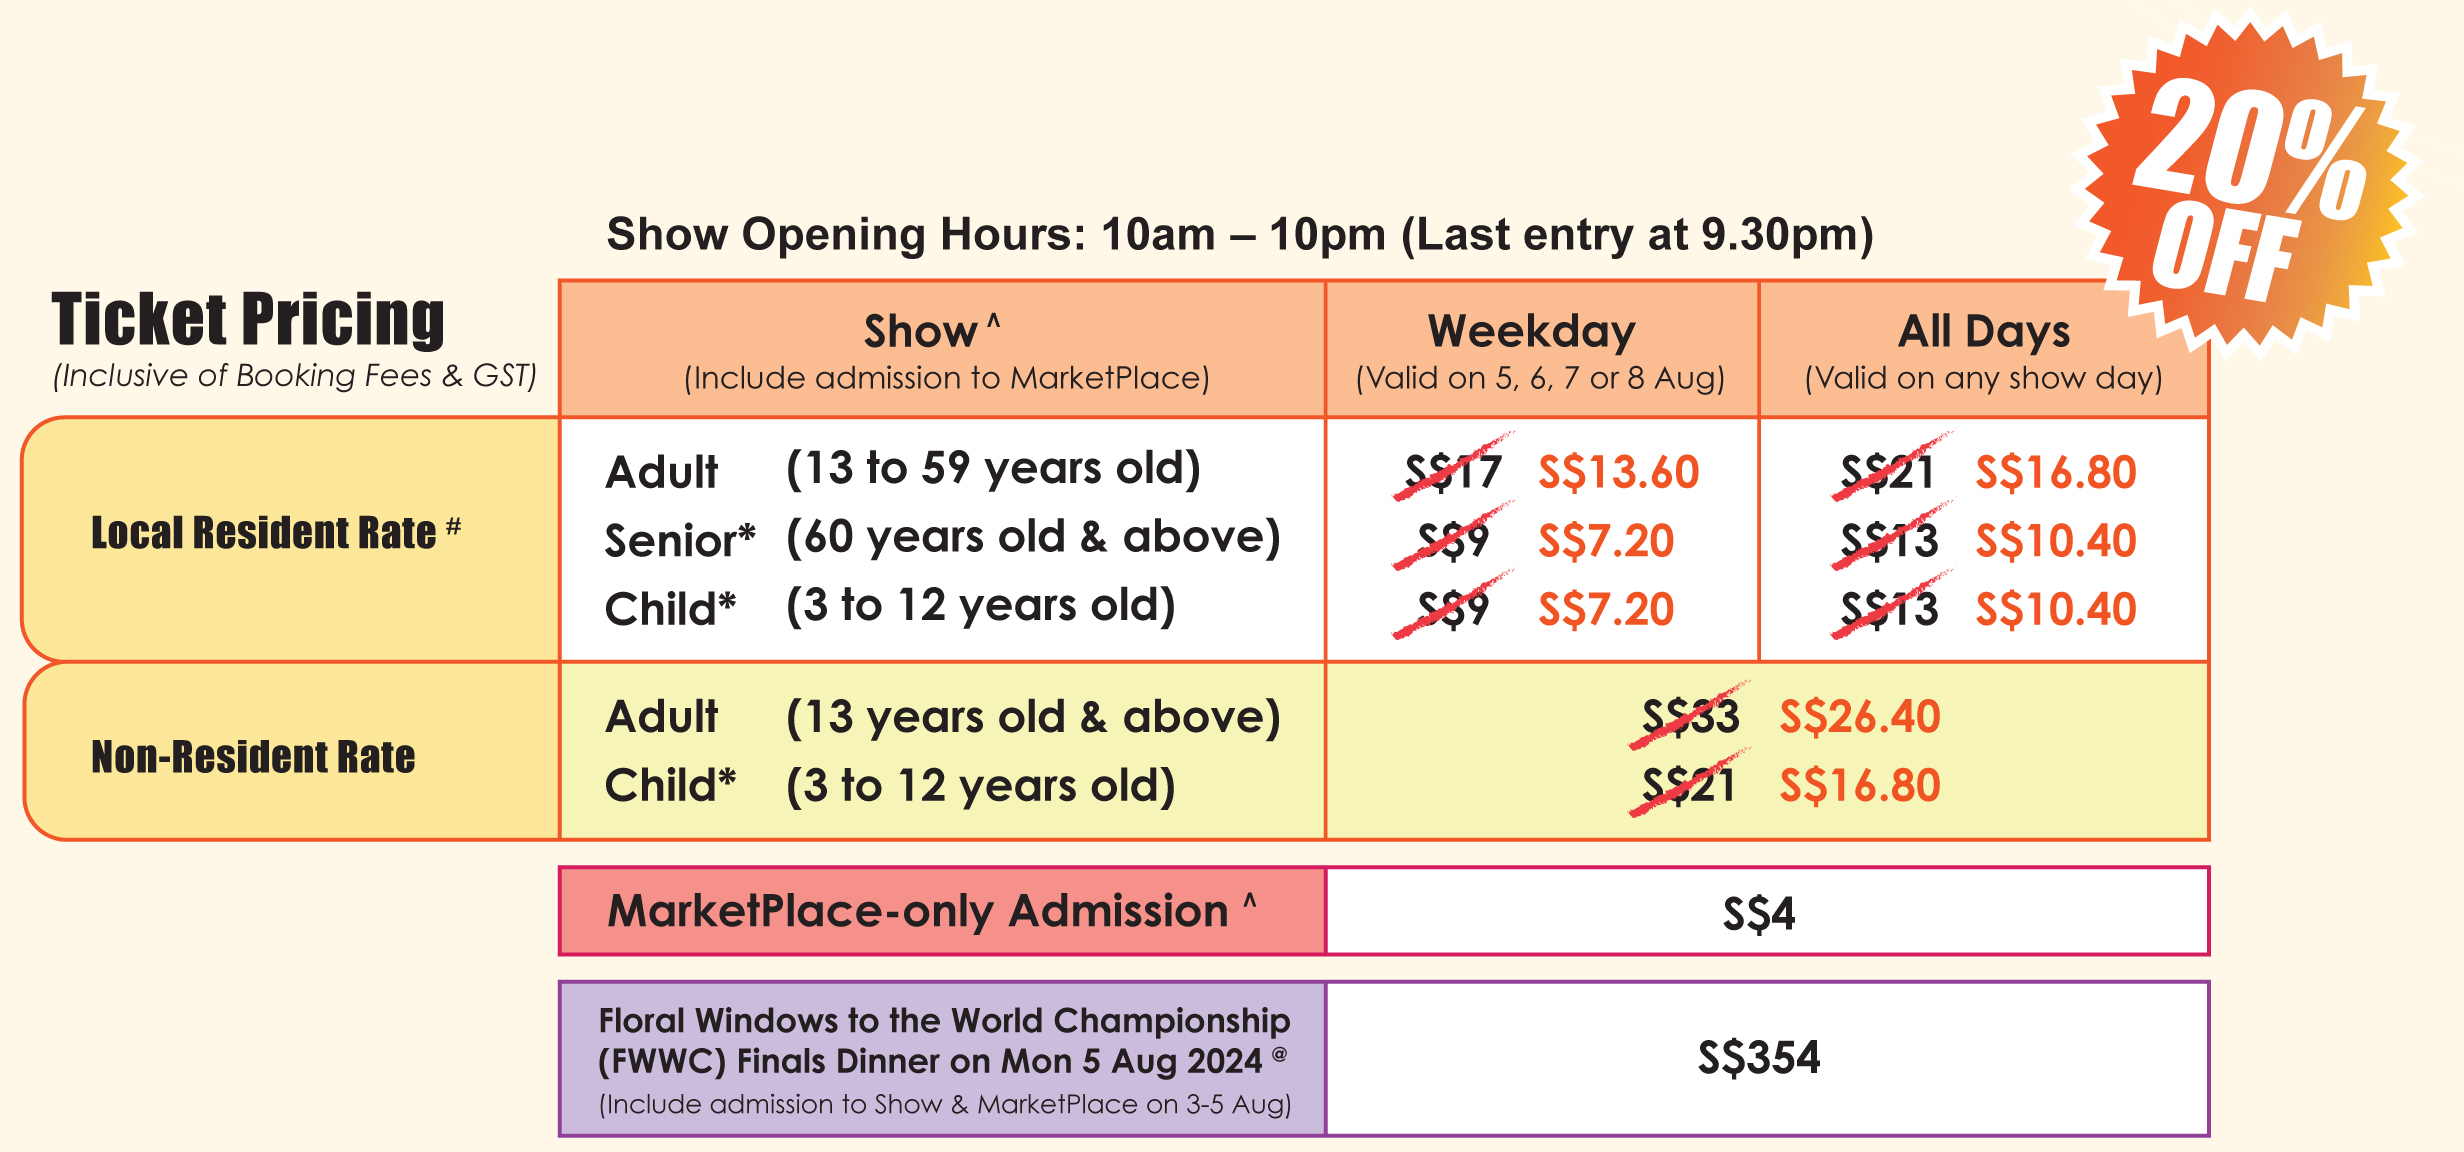 20%
OFF
Show Opening Hours: 10am – 10pm (Last entry at 9.30pm)
Ticket Pricing
(Inclusive of Booking Fees & GST)
Show ^
(Include admission to MarketPlace)
Weekday
(Valid on 5, 6, 7 or 8 Aug)
All Days
(Valid on any show day)
Local Resident Rate #
Adult (13 to 59 years old) S$17 S$13.60 S$21 S$16.80
Senior* (60 years old & above) S$9 S$7.20 S$13 S$10.40
Child* (3 to 12 years old) S$9 S$7.20 S$13 S$10.40
Non-Resident Rate
Adult (13 years old & above) S$33 S$26.40
Child* (3 to 12 years old) S$21 S$16.80
MarketPlace-only Admission ^ S$4
Floral Windows to the World Championship
(FWWC) Finals Dinner on Mon 5 Aug 2024 @
(Include admission to Show & MarketPlace on 3-5 Aug)
S$354